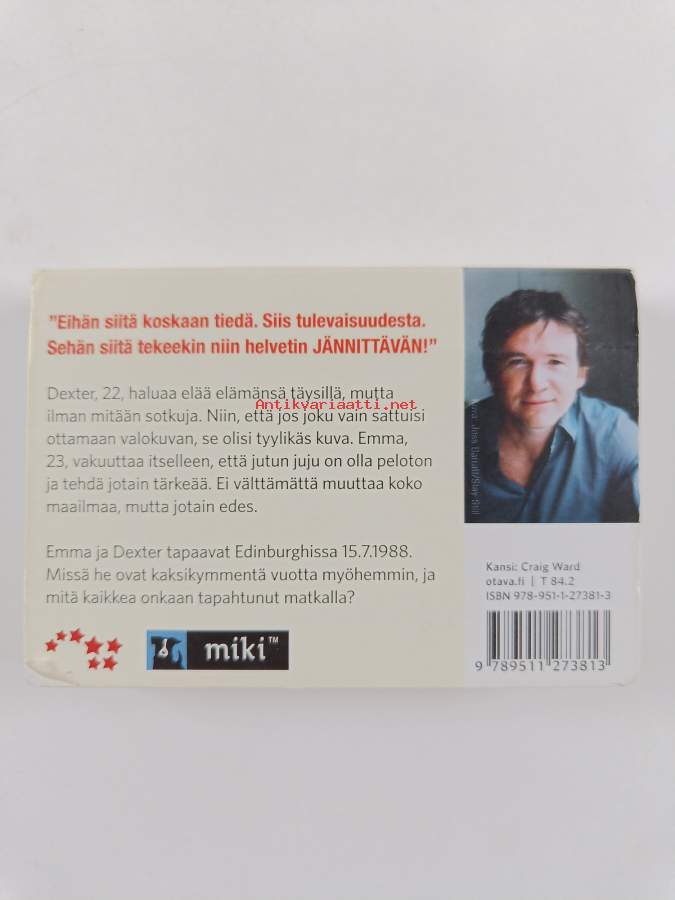 "Eihän siitä koskaan tiedä. Siis tulevaisuudesta.
Sehän siitä tekeekin niin helvetin JÄNNITTÄVÄN!"
Dexter, 22, haluaa elää elämänsä täysillä, mutta
Antikvariaatti.net
ilman mitään sotkuja. Niin, että jos joku vain sattuisi
ottamaan valokuvan, se olisi tyylikäs kuva. Emma,
23, vakuuttaa itselleen, että jutun juju on olla peloton
ja tehdä jotain tärkeää. Ei välttämättä muuttaa koko
maailmaa, mutta jotain edes.
Emma ja Dexter tapaavat Edinburghissa 15.7.1988.
Missä he ovat kaksikymmentä vuotta myöhemmin, ja
mitä kaikkea onkaan tapahtunut matkalla?
miki™
Kansi: Craig Ward
otava.fi | T 84.2
ISBN 978-951-1-27381-3
9 789511 273813